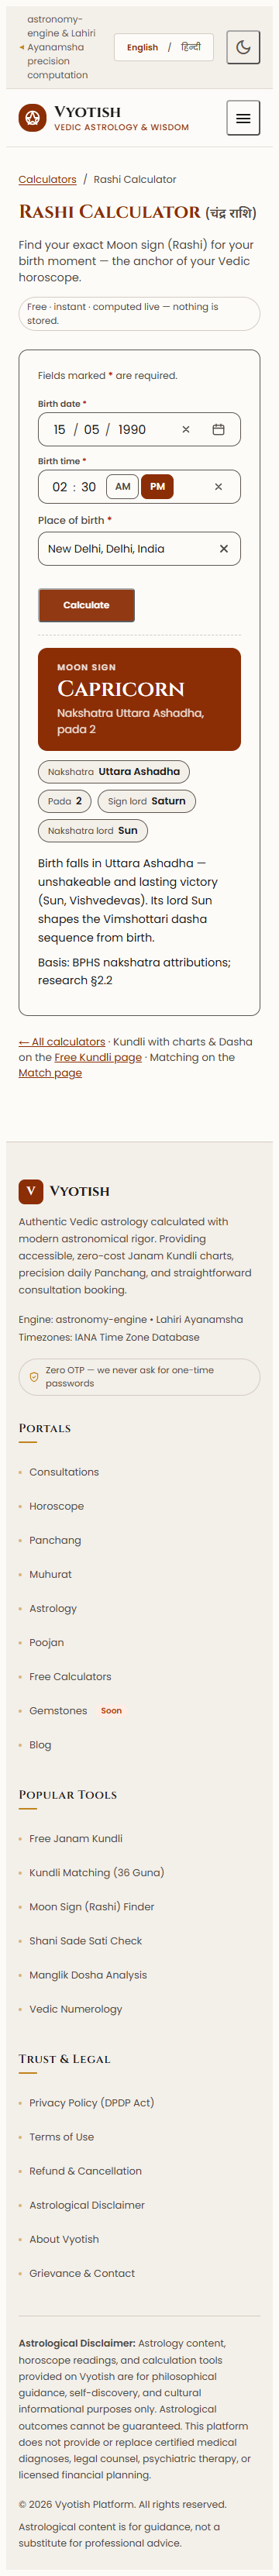 astronomy-
engine & Lahiri
Ayanamsha
precision
computation
English / हिन्दी
VYOTISH
VEDIC ASTROLOGY & WISDOM
Calculators / Rashi Calculator
RASHI CALCULATOR (चंद्र राशि)
Find your exact Moon sign (Rashi) for your
birth moment — the anchor of your Vedic
horoscope.
Free · instant · computed live — nothing is
stored.
Fields marked * are required.
Birth date *
15 / 05 / 1990
Birth time *
02 : 30 AM PM
Place of birth *
New Delhi, Delhi, India
Calculate
MOON SIGN
CAPRICORN
Nakshatra Uttara Ashadha,
pada 2
Nakshatra Uttara Ashadha
Pada 2 Sign lord Saturn
Nakshatra lord Sun
Birth falls in Uttara Ashadha —
unshakeable and lasting victory
(Sun, Vishvedevas). Its lord Sun
shapes the Vimshottari dasha
sequence from birth.
Basis: BPHS nakshatra attributions;
research §2.2
← All calculators · Kundli with charts & Dasha
on the Free Kundli page · Matching on the
Match page
V VYOTISH
Authentic Vedic astrology calculated with
modern astronomical rigor. Providing
accessible, zero-cost Janam Kundli charts,
precision daily Panchang, and straightforward
consultation booking.
Engine: astronomy-engine • Lahiri Ayanamsha
Timezones: IANA Time Zone Database
Zero OTP — we never ask for one-time
passwords
PORTALS
Consultations
Horoscope
Panchang
Muhurat
Astrology
Poojan
Free Calculators
Gemstones Soon
Blog
POPULAR TOOLS
Free Janam Kundli
Kundli Matching (36 Guna)
Moon Sign (Rashi) Finder
Shani Sade Sati Check
Manglik Dosha Analysis
Vedic Numerology
TRUST & LEGAL
Privacy Policy (DPDP Act)
Terms of Use
Refund & Cancellation
Astrological Disclaimer
About Vyotish
Grievance & Contact
Astrological Disclaimer: Astrology content,
horoscope readings, and calculation tools
provided on Vyotish are for philosophical
guidance, self-discovery, and cultural
informational purposes only. Astrological
outcomes cannot be guaranteed. This platform
does not provide or replace certified medical
diagnoses, legal counsel, psychiatric therapy, or
licensed financial planning.
© 2026 Vyotish Platform. All rights reserved.
Astrological content is for guidance, not a
substitute for professional advice.